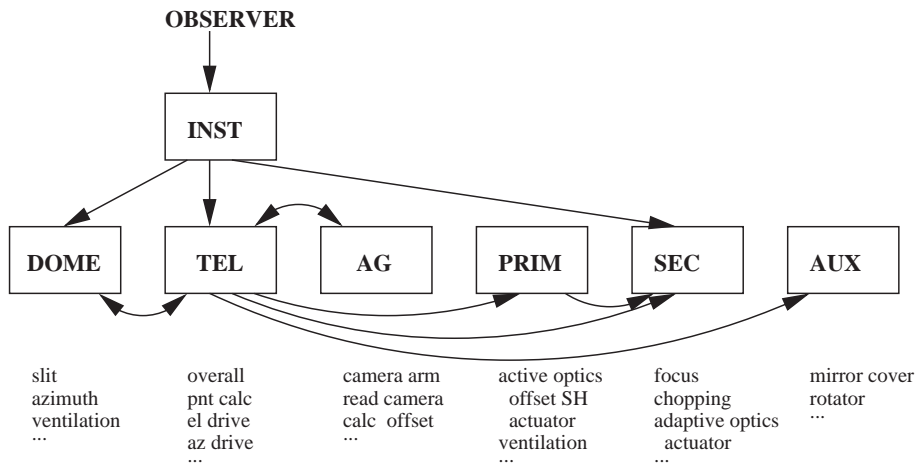 OBSERVER
INST
DOME
TEL
AG
PRIM
SEC
AUX
slit
azimuth
ventilation
...
overall
pnt calc
el drive
az drive
...
camera arm
read camera
calc offset
...
active optics
offset SH
actuator
ventilation
...
focus
chopping
adaptive optics
actuator
...
mirror cover
rotator
...